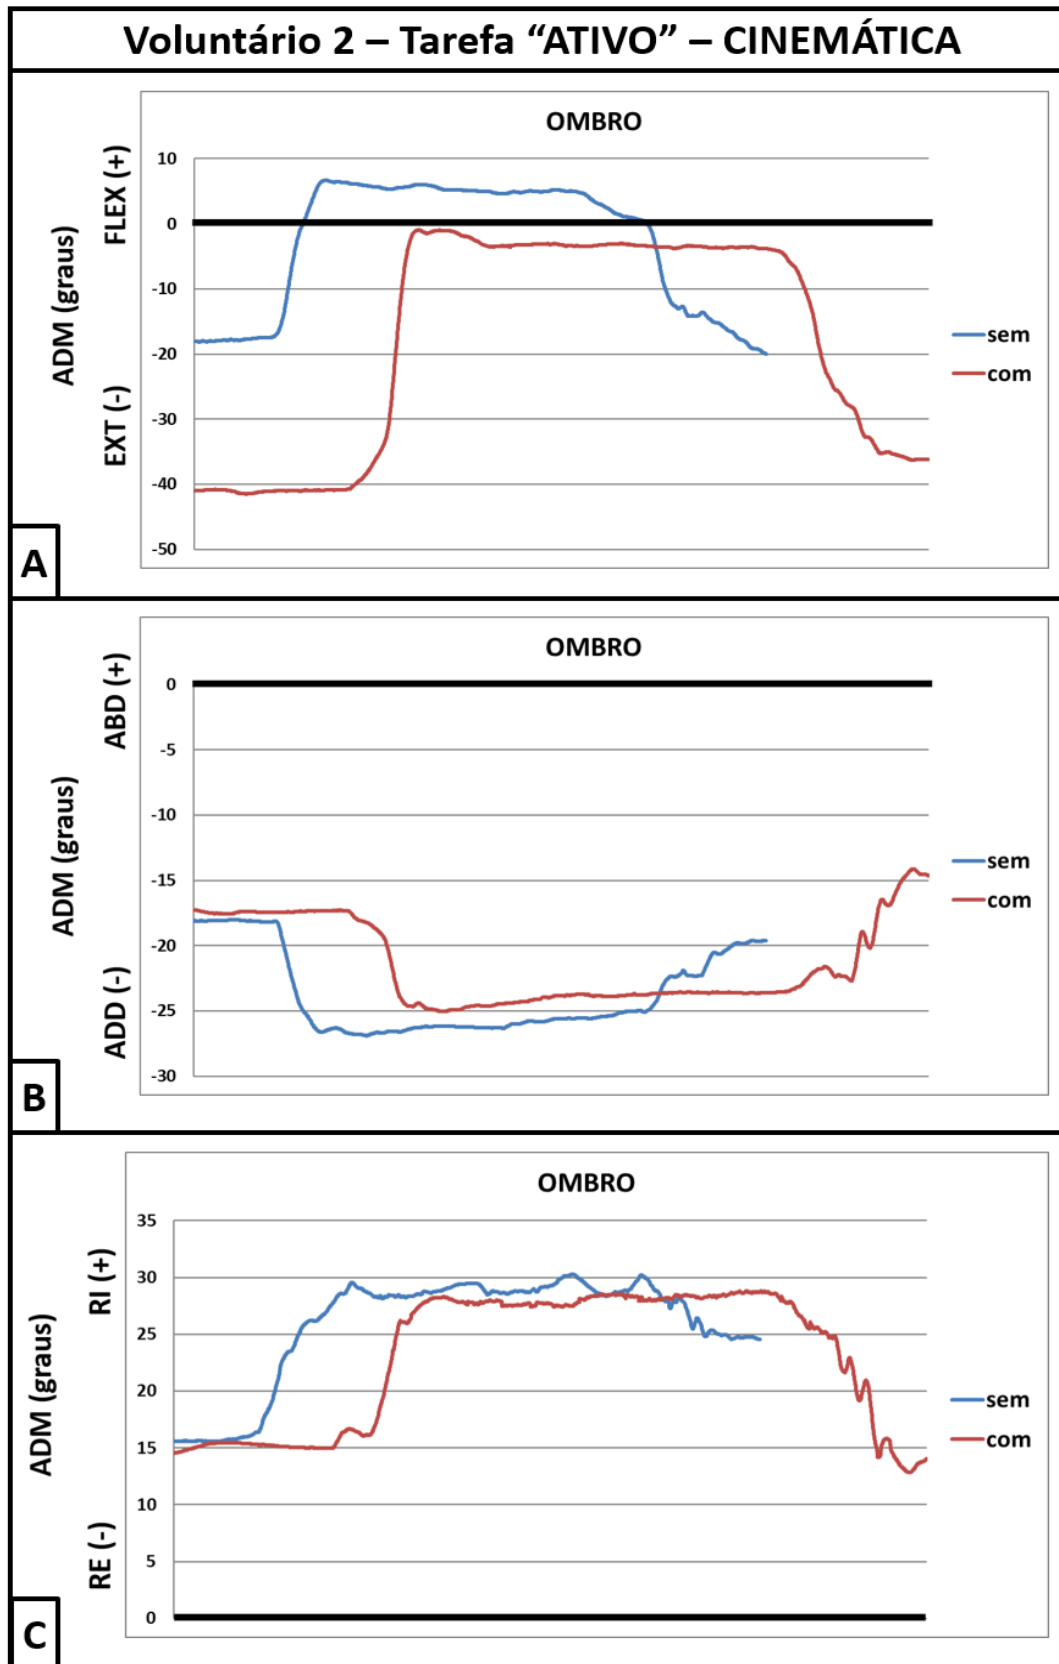 Voluntário 2 – Tarefa “ATIVO” – CINEMÁTICA
OMBRO
ADM (graus)
EXT (-)
FLEX (+)
10
0
-10
-20
-30
-40
-50
sem
com
A
OMBRO
ADM (graus)
ADD (-)
ABD (+)
0
-5
-10
-15
-20
-25
-30
sem
com
B
OMBRO
ADM (graus)
RE (-)
RI (+)
35
30
25
20
15
10
5
0
sem
com
C